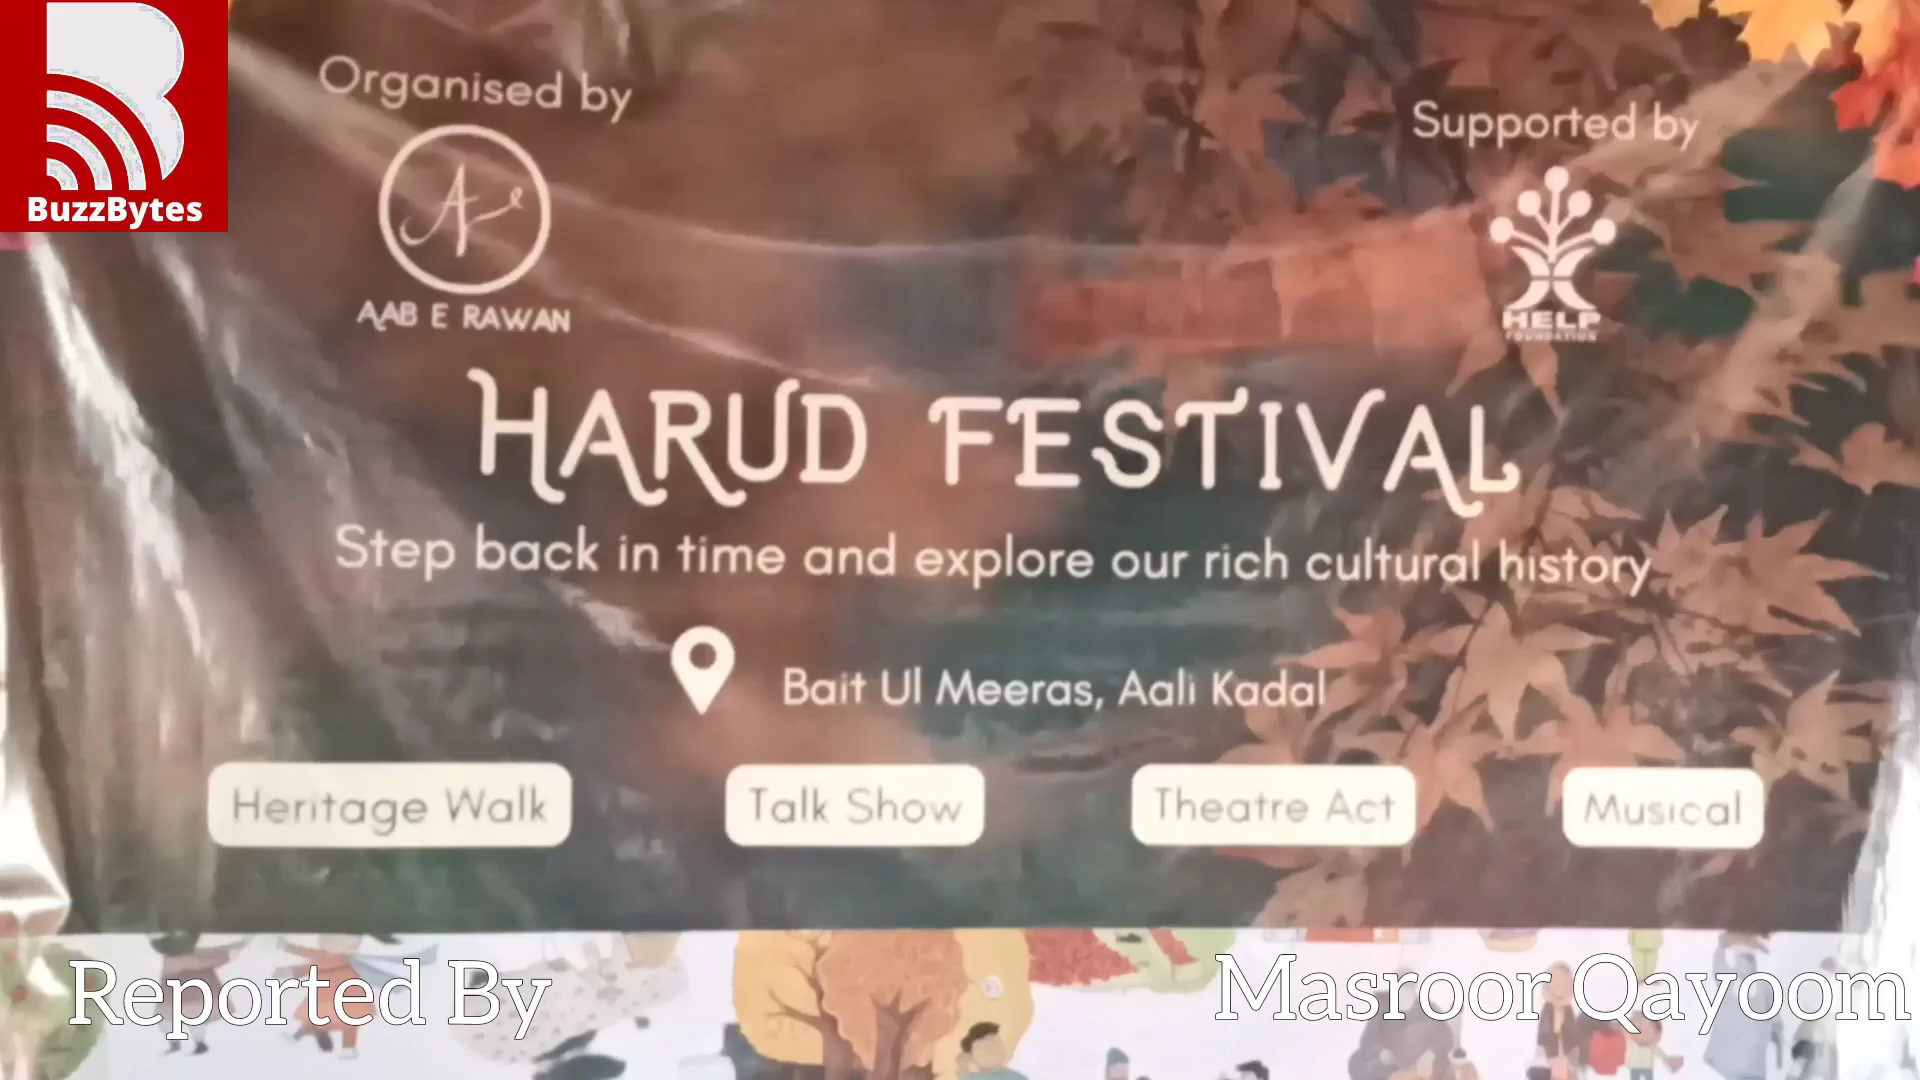 BuzzBytes
Organised by
AAB E RAWAN
Supported by
HELP
FOUNDATION
HARUD FESTIVAL
Step back in time and explore our rich cultural history
Bait Ul Meeras, Aali Kadal
Heritage Walk
Talk Show
Theatre Act
Musical
Reported By
Masroor Qayoom